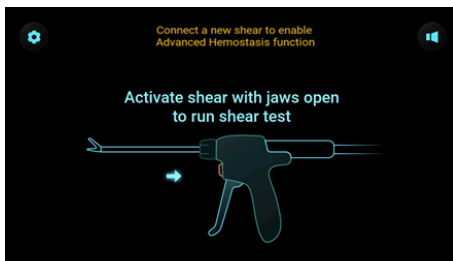 Connect a new shear to enable
Advanced Hemostasis function
Activate shear with jaws open
to run shear test